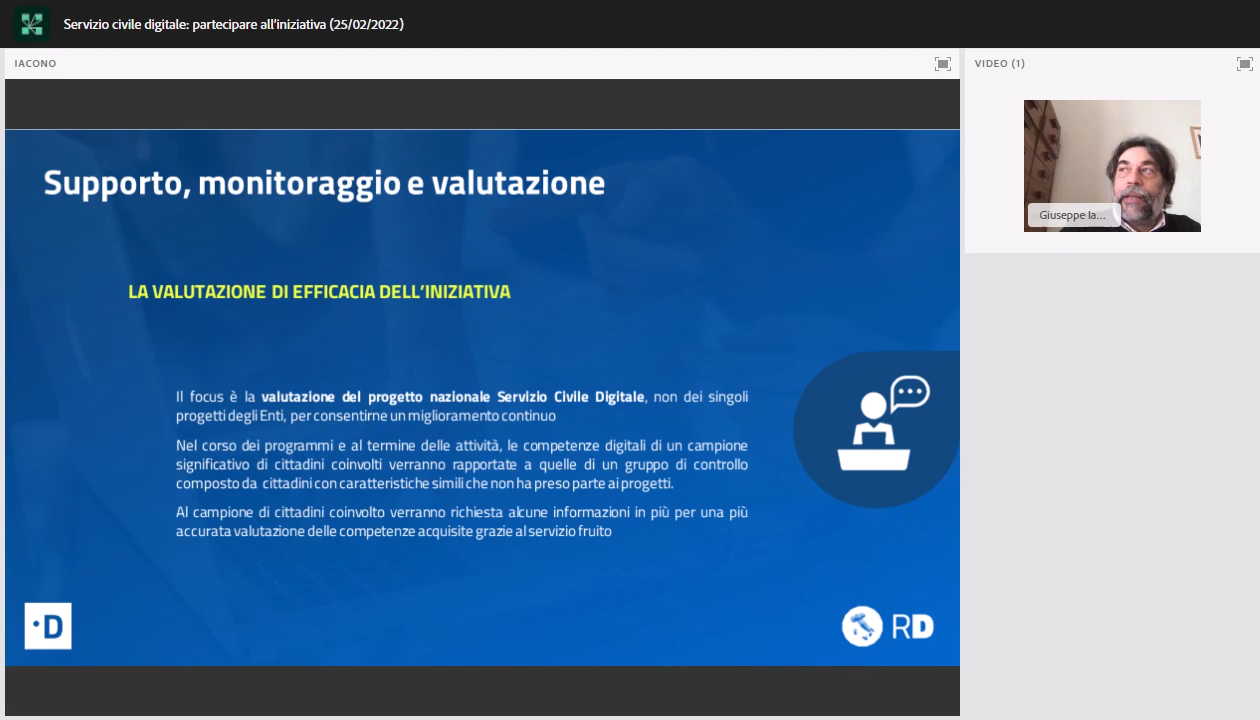 Servizio civile digitale: partecipare all'iniziativa (25/02/2022)
IACONO
VIDEO (1)
Supporto, monitoraggio e valutazione
LA VALUTAZIONE DI EFFICACIA DELL'INIZIATIVA
Il focus è la valutazione del progetto nazionale Servizio Civile Digitale, non dei singoli
progetti degli Enti, per consentirne un miglioramento continuo
Nel corso dei programmi e al termine delle attività, le competenze digitali di un campione
significativo di cittadini coinvolti verranno rapportate a quelle di un gruppo di controllo
composto da cittadini con caratteristiche simili che non ha preso parte ai progetti.
Al campione di cittadini coinvolto verranno richiesta alcune informazioni in più per una più
accurata valutazione delle competenze acquisite grazie al servizio fruito
Giuseppe Ia...
·D
RD